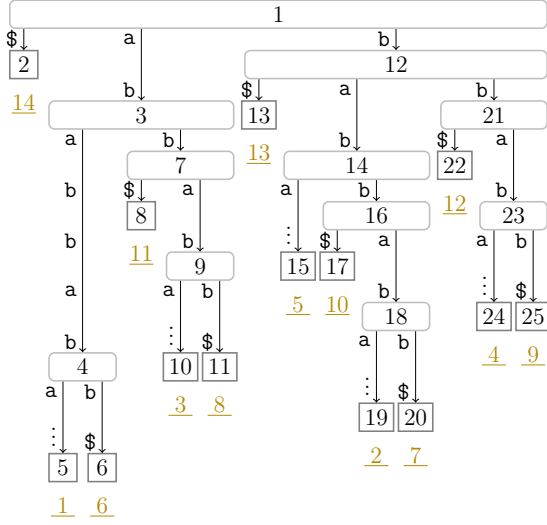 1
$ a b
2 12
b $ a b
14
3 13 21
a b b $ a
13
7 14 22
b $ a a b b
12
8 16 23
b b ⋮ $ a a b
11
9 15 17
a a b b ⋮ $
5 10
18 24 25
b ⋮ $ a b
4 9
4 10 11
a b ⋮ $
3 8
19 20
⋮ $
2 7
5 6
1 6